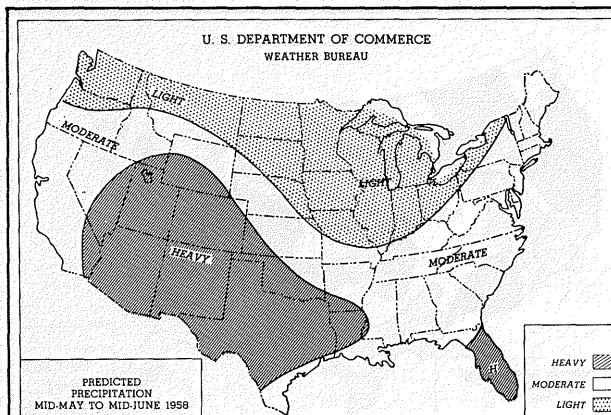 U. S. DEPARTMENT OF COMMERCE
WEATHER BUREAU
LIGHT
MODERATE
LIGHT
HEAVY
MODERATE
H
PREDICTED
PRECIPITATION
MID-MAY TO MID-JUNE 1958
HEAVY
MODERATE
LIGHT